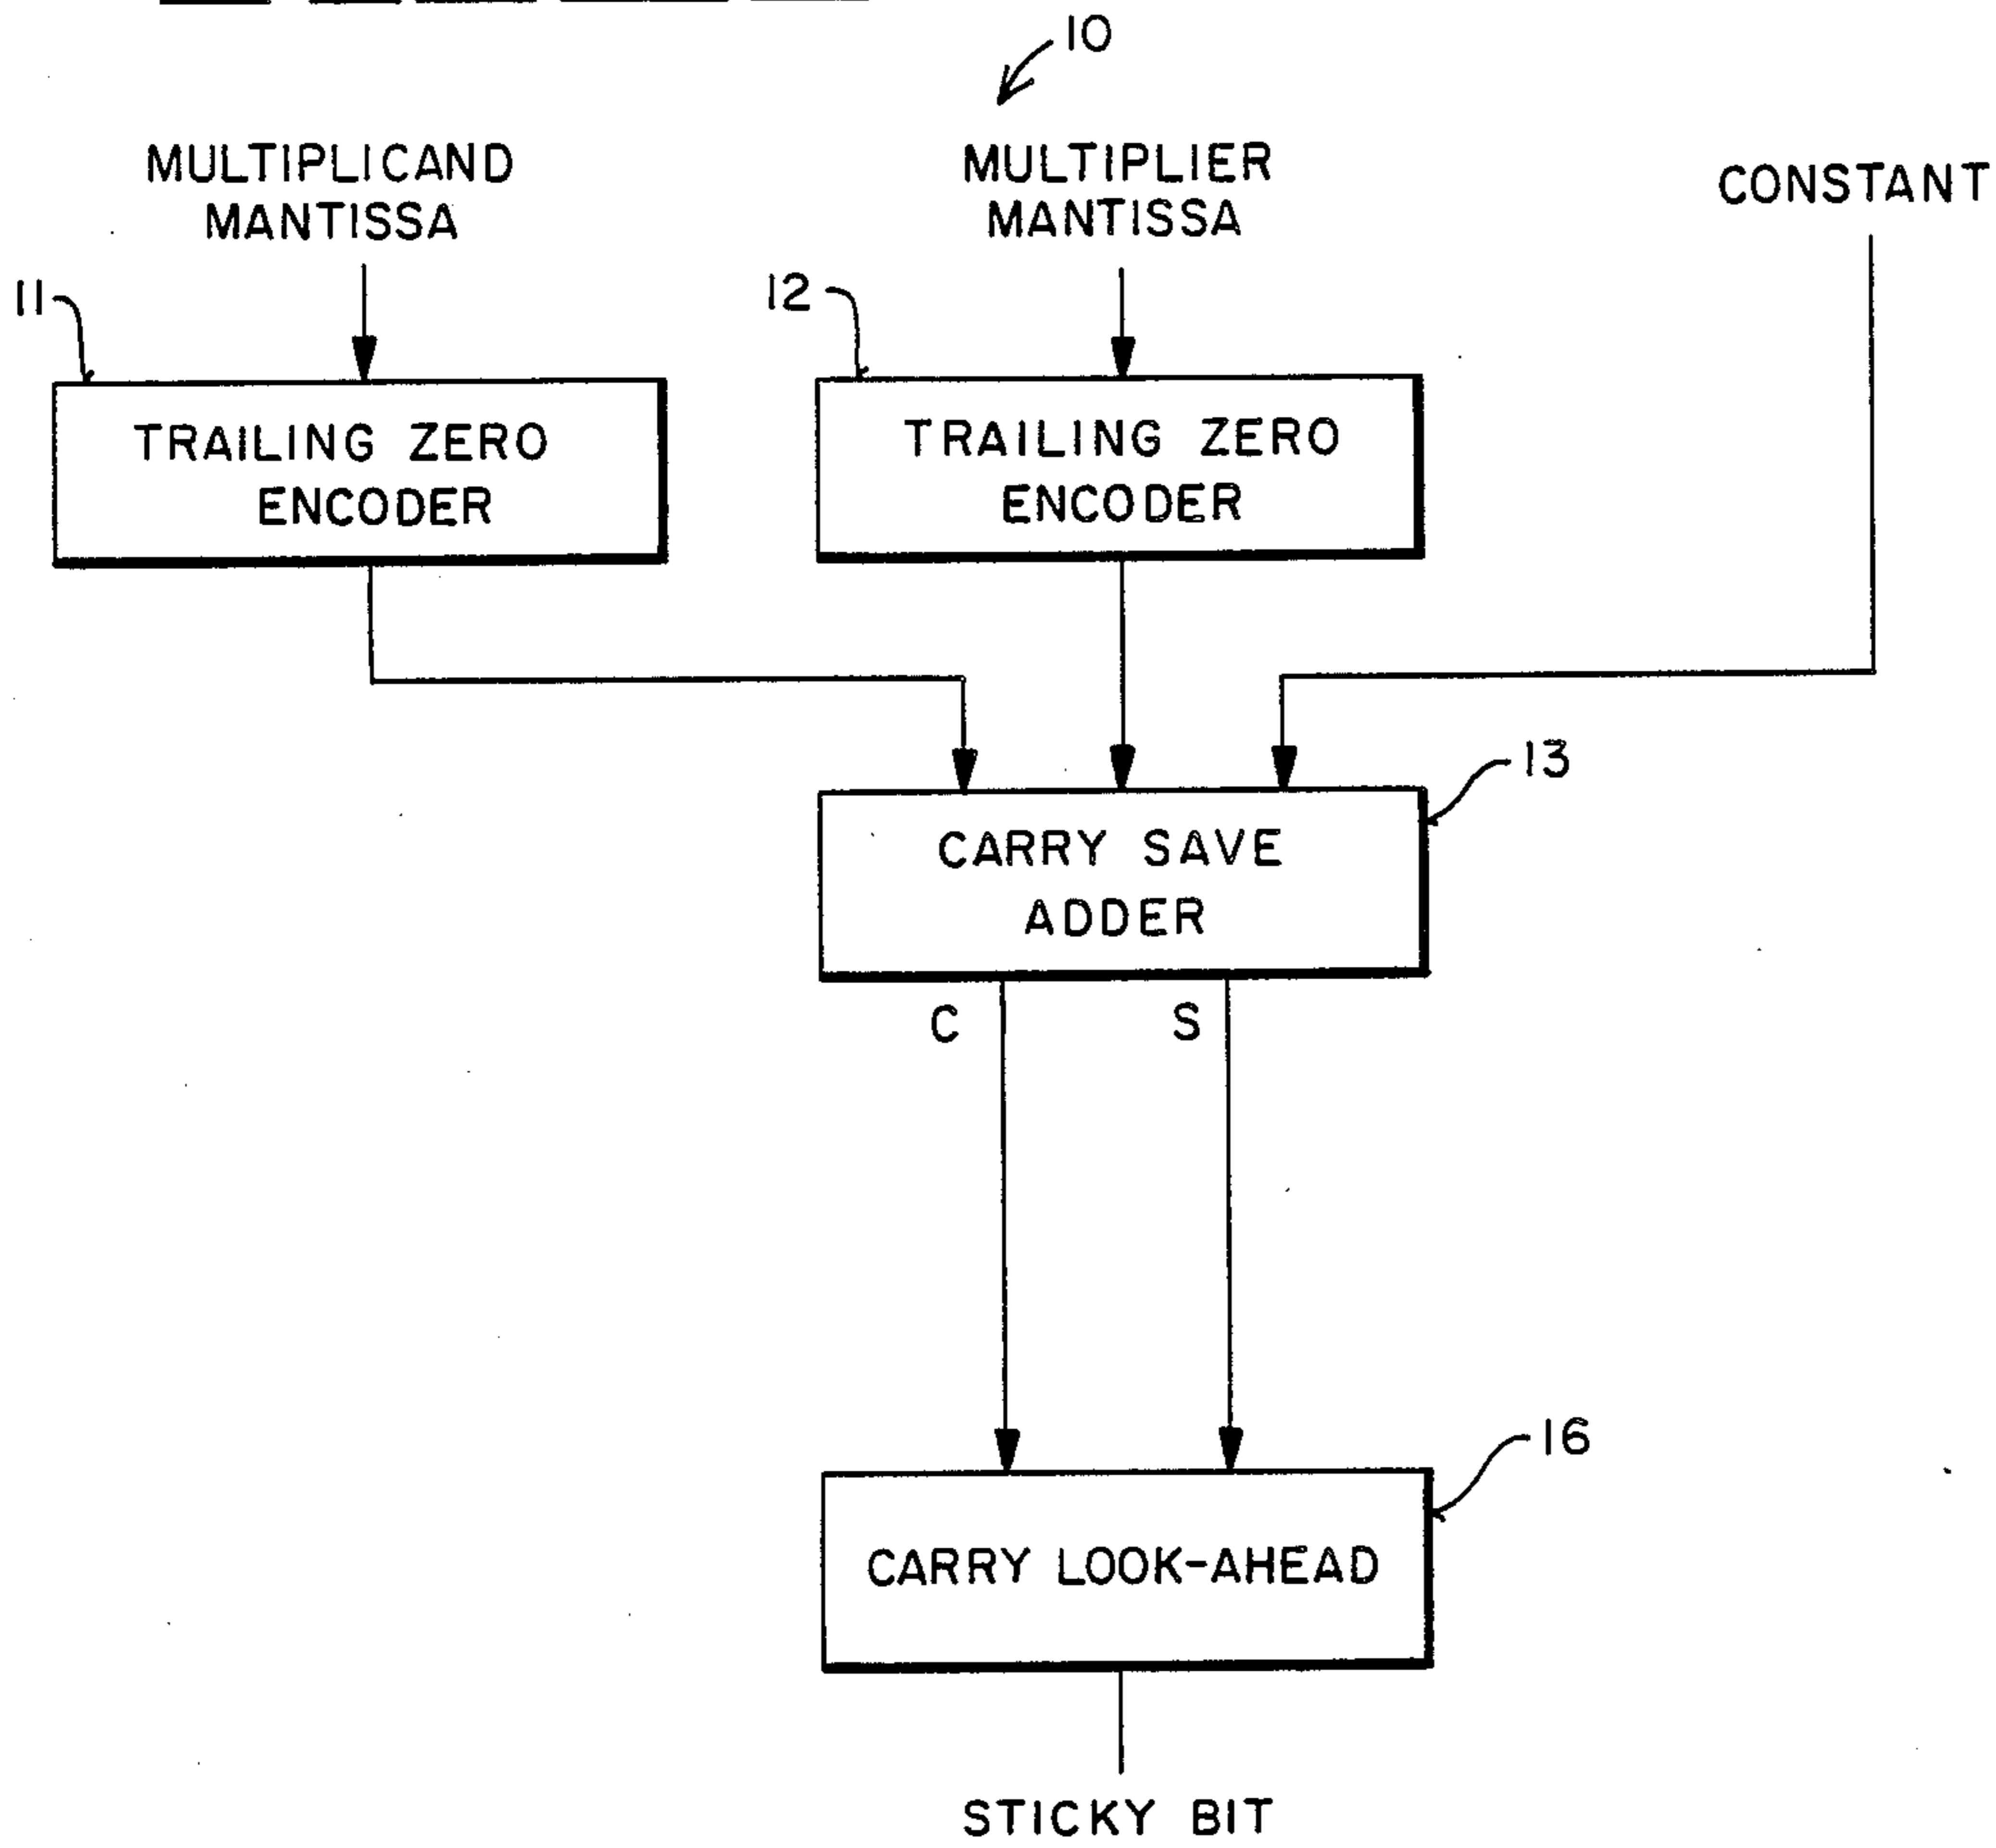 10
MULTIPLICAND
MANTISSA
MULTIPLIER
MANTISSA
CONSTANT
11
12
TRAILING ZERO
ENCODER
TRAILING ZERO
ENCODER
13
CARRY SAVE
ADDER
C
S
16
CARRY LOOK-AHEAD
STICKY BIT